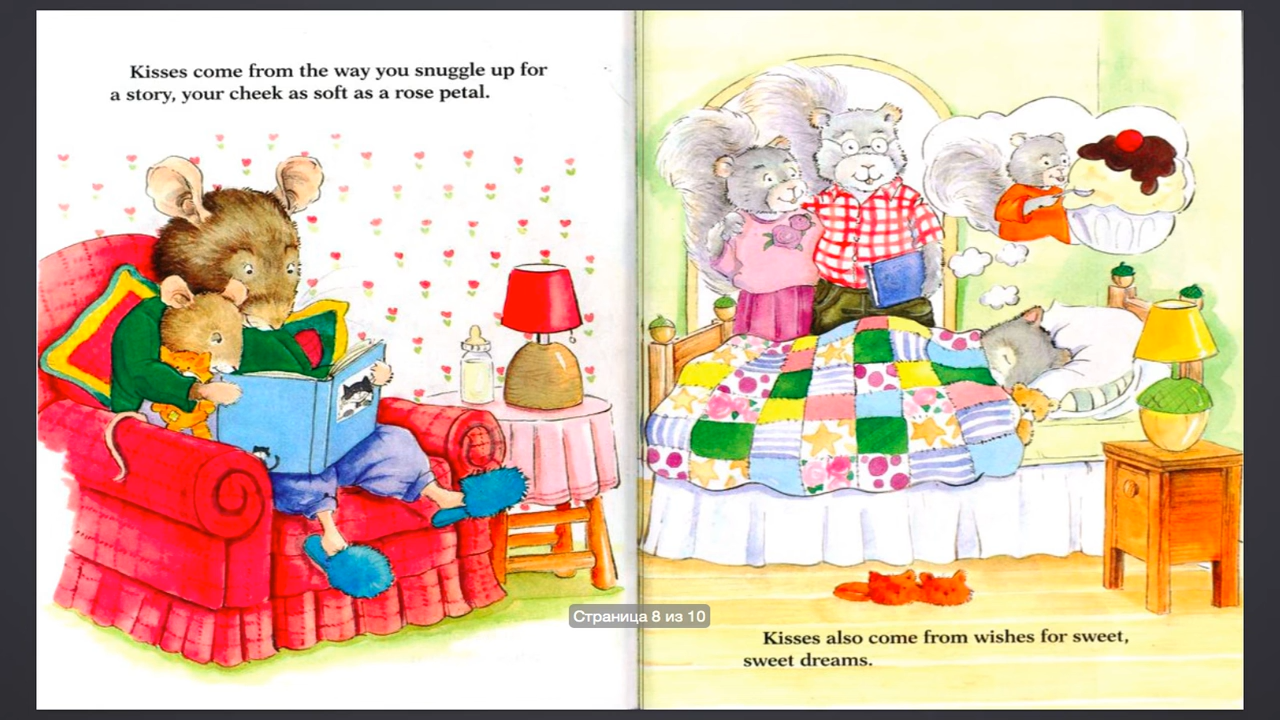 Kisses come from the way you snuggle up for
a story, your cheek as soft as a rose petal.
Страница 8 из 10
Kisses also come from wishes for sweet,
sweet dreams.